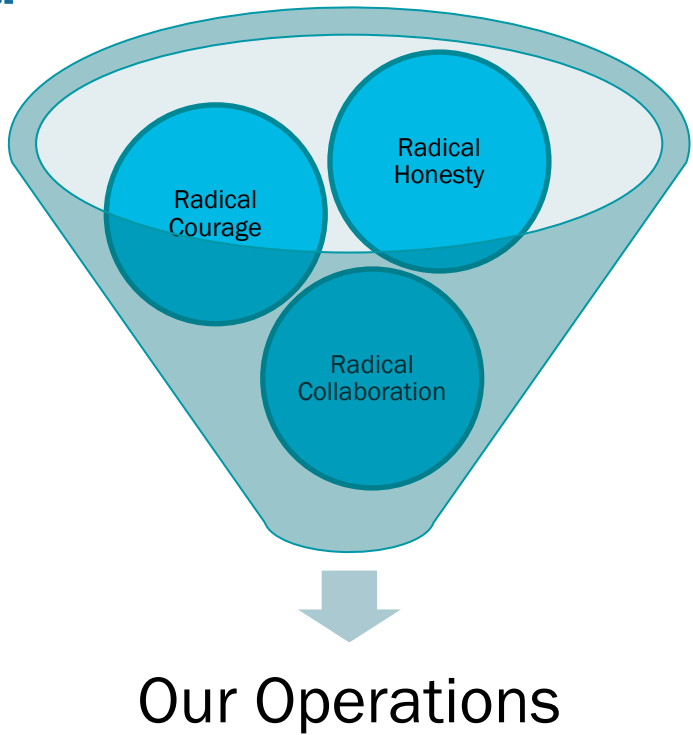 Radical
Honesty
Radical
Courage
Radical
Collaboration
Our Operations